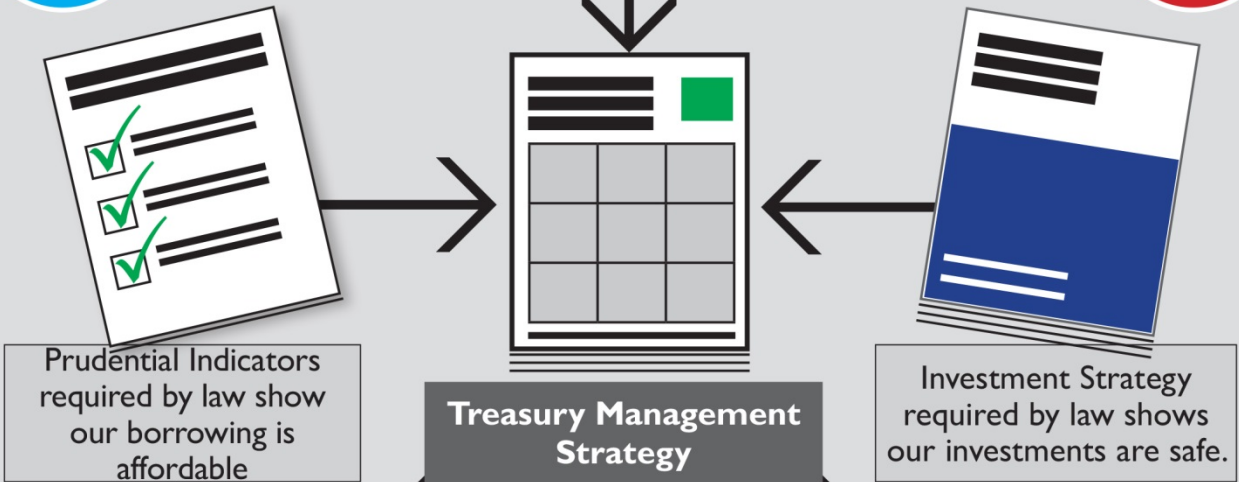 Prudential Indicators
required by law show
our borrowing is
affordable
Treasury Management
Strategy
Investment Strategy
required by law shows
our investments are safe.